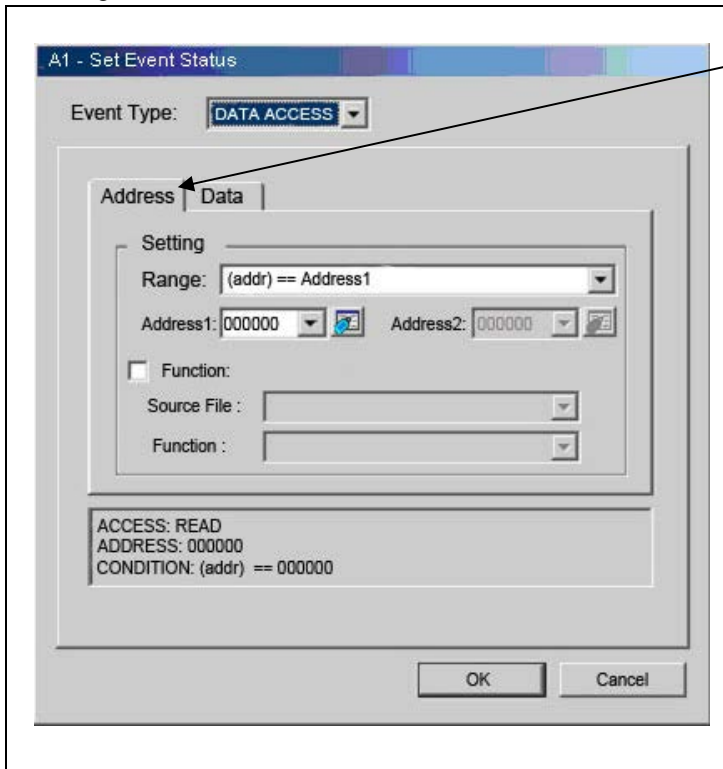 A1 - Set Event Status
Event Type: DATA ACCESS
Address Data
Setting
Range: (addr) == Address1
Address1: 000000 Address2: 000000
Function:
Source File :
Function :
ACCESS: READ
ADDRESS: 000000
CONDITION: (addr) == 000000
OK Cancel